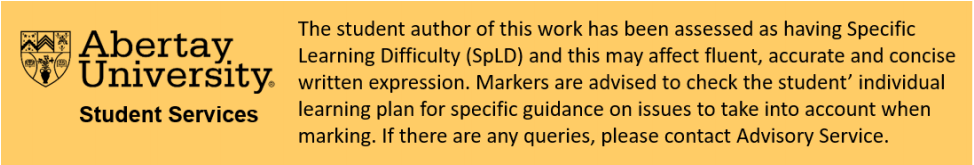 Abertay
University®
Student Services
The student author of this work has been assessed as having Specific
Learning Difficulty (SpLD) and this may affect fluent, accurate and concise
written expression. Markers are advised to check the student’ individual
learning plan for specific guidance on issues to take into account when
marking. If there are any queries, please contact Advisory Service.